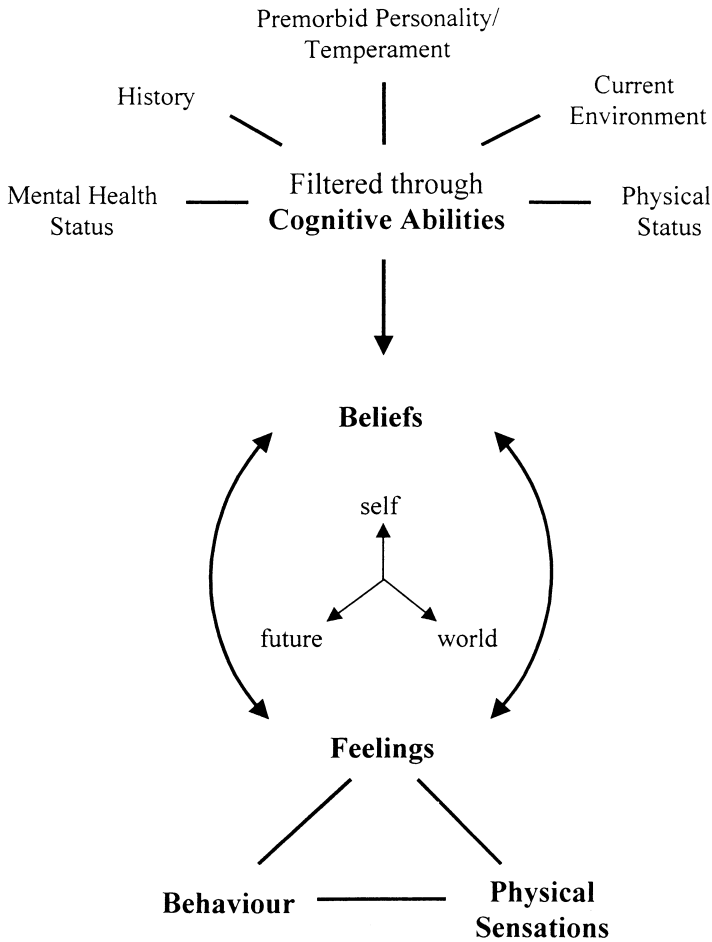 Premorbid Personality/
Temperament
History
Current
Environment
Mental Health
Status
Filtered through
Cognitive Abilities
Physical
Status
Beliefs
self
future
world
Feelings
Behaviour
Physical
Sensations